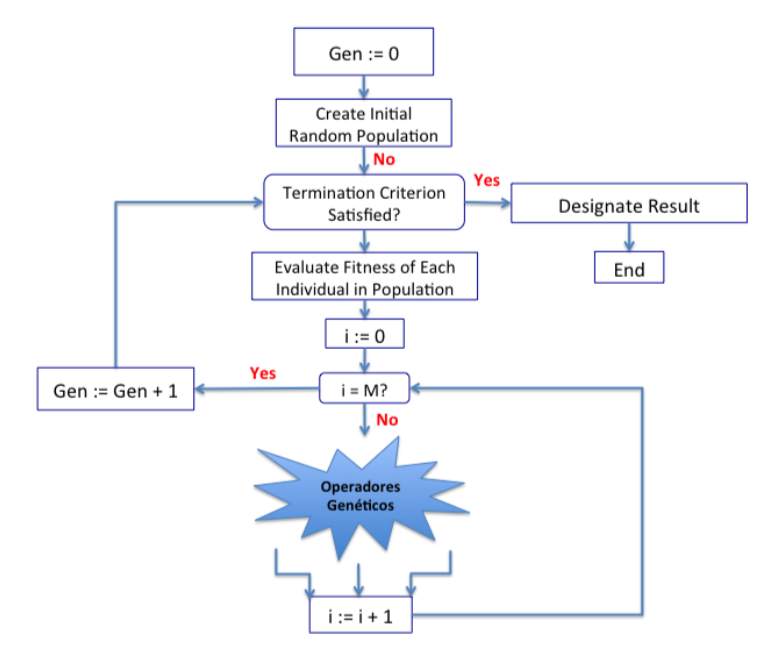 Gen := 0
Create Initial
Random Population
No
Termination Criterion
Satisfied?
Yes
Designate Result
End
Evaluate Fitness of Each
Individual in Population
i := 0
i = M?
Yes
Gen := Gen + 1
No
Operadores
Genéticos
i := i + 1